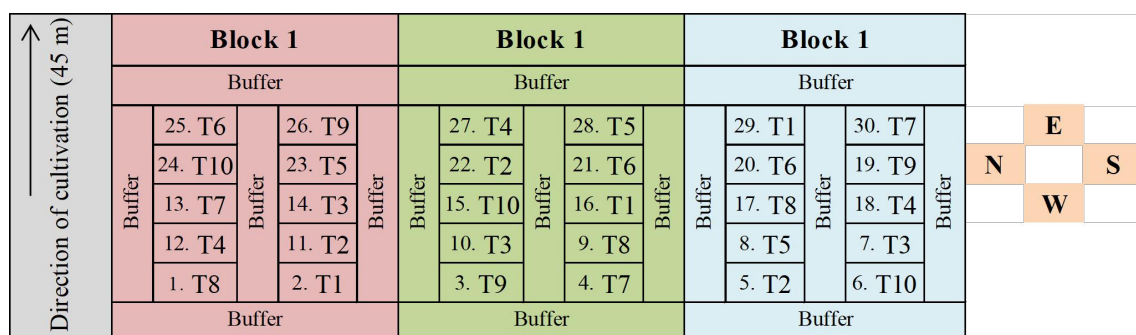 Direction of cultivation (45 m)
Block 1 Block 1 Block 1
Buffer Buffer Buffer
Buffer Buffer Buffer Buffer Buffer Buffer Buffer Buffer Buffer
25. T6 26. T9 27. T4 28. T5 29. T1 30. T7
24. T10 23. T5 22. T2 21. T6 20. T6 19. T9
13. T7 14. T3 15. T10 16. T1 17. T8 18. T4
12. T4 11. T2 10. T3 9. T8 8. T5 7. T3
1. T8 2. T1 3. T9 4. T7 5. T2 6. T10
Buffer Buffer Buffer
E
N S
W